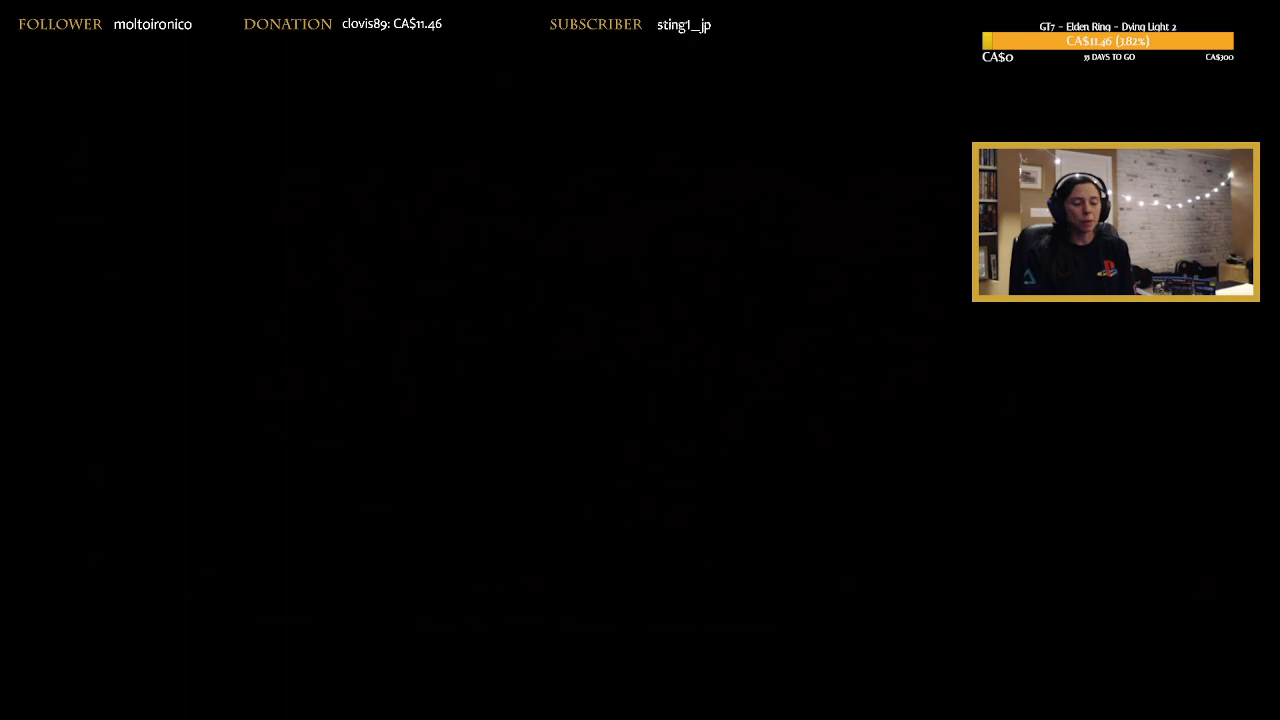 FOLLOWER moltoironico DONATION clovis89: CA$11.46 SUBSCRIBER sting1_jp
GT7 - Elden Ring - Dying Light 2
CA$11.46 (3.82%)
CA$0 33 DAYS TO GO CA$300